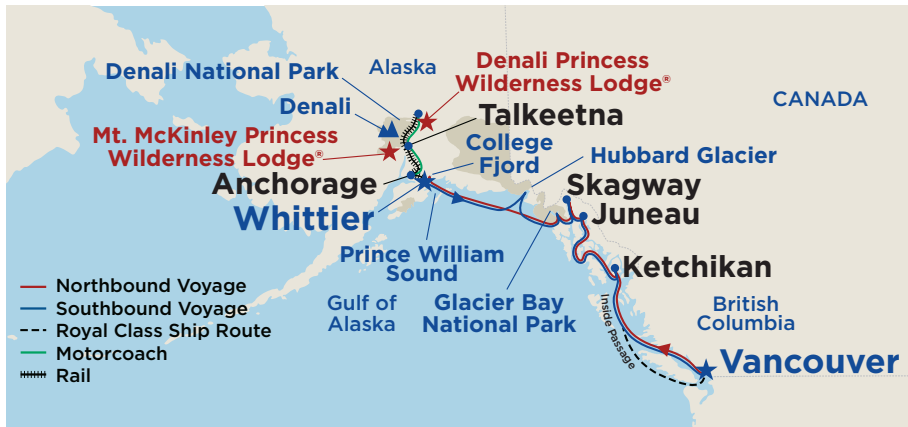 Denali Princess
Wilderness Lodge®
Alaska
Denali National Park
CANADA
Denali
Talkeetna
Mt. McKinley Princess
Wilderness Lodge®
College
Fjord
Hubbard Glacier
Anchorage
Skagway
Whittier
Juneau
Prince William
Sound
Ketchikan
Northbound Voyage
Southbound Voyage
Royal Class Ship Route
Motorcoach
Rail
Gulf of
Alaska
Glacier Bay
National Park
Inside Passage
British
Columbia
Vancouver